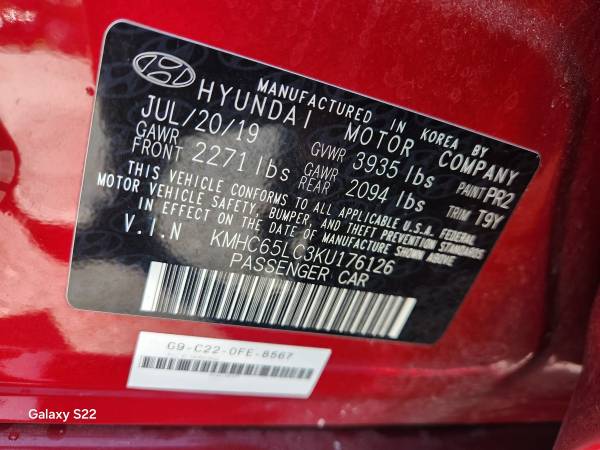 MANUFACTURED IN KOREA BY
HYUNDAI MOTOR COMPANY
JUL/20/19 GVWR 3935 lbs PAINT PR2
GAWR FRONT 2271 lbs GAWR REAR 2094 lbs TRIM T9Y
THIS VEHICLE CONFORMS TO ALL APPLICABLE U.S.A. FEDERAL
MOTOR VEHICLE SAFETY, BUMPER, AND THEFT PREVENTION STANDARDS
IN EFFECT ON THE DATE OF MANUFACTURE SHOWN ABOVE.
V.I.N KMHC65LC3KU176126
PASSENGER CAR
G9-C22-0FE-8567
Galaxy S22